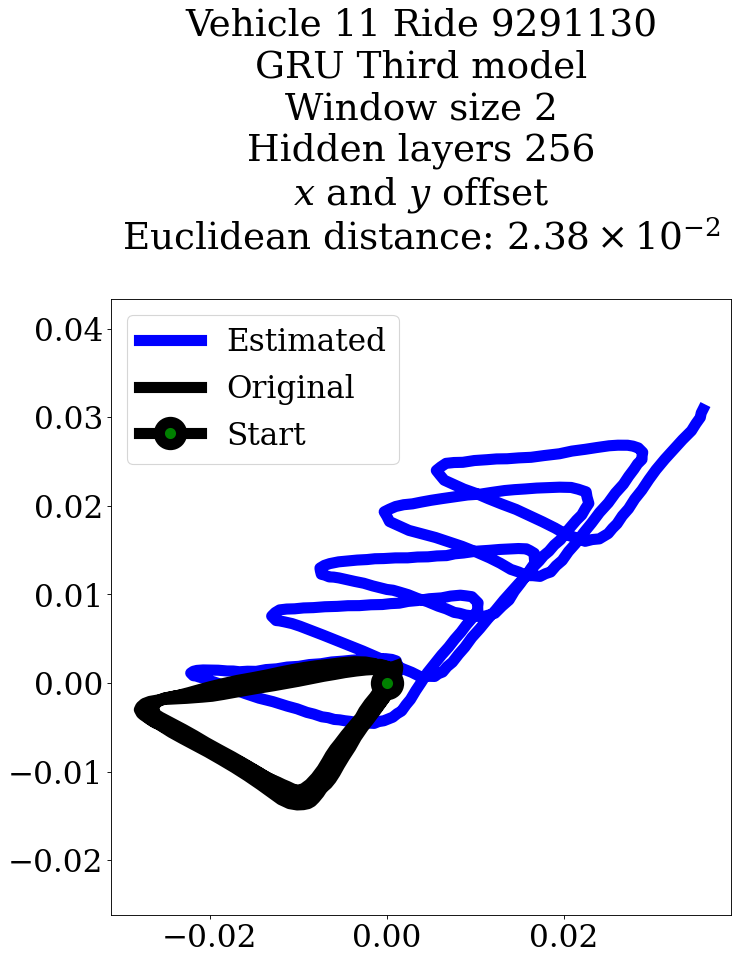 Vehicle 11 Ride 9291130
GRU Third model
Window size 2
Hidden layers 256
x and y offset
Euclidean distance: 2.38 × 10⁻²
Estimated
Original
Start
0.04
0.03
0.02
0.01
0.00
−0.01
−0.02
−0.02 0.00 0.02